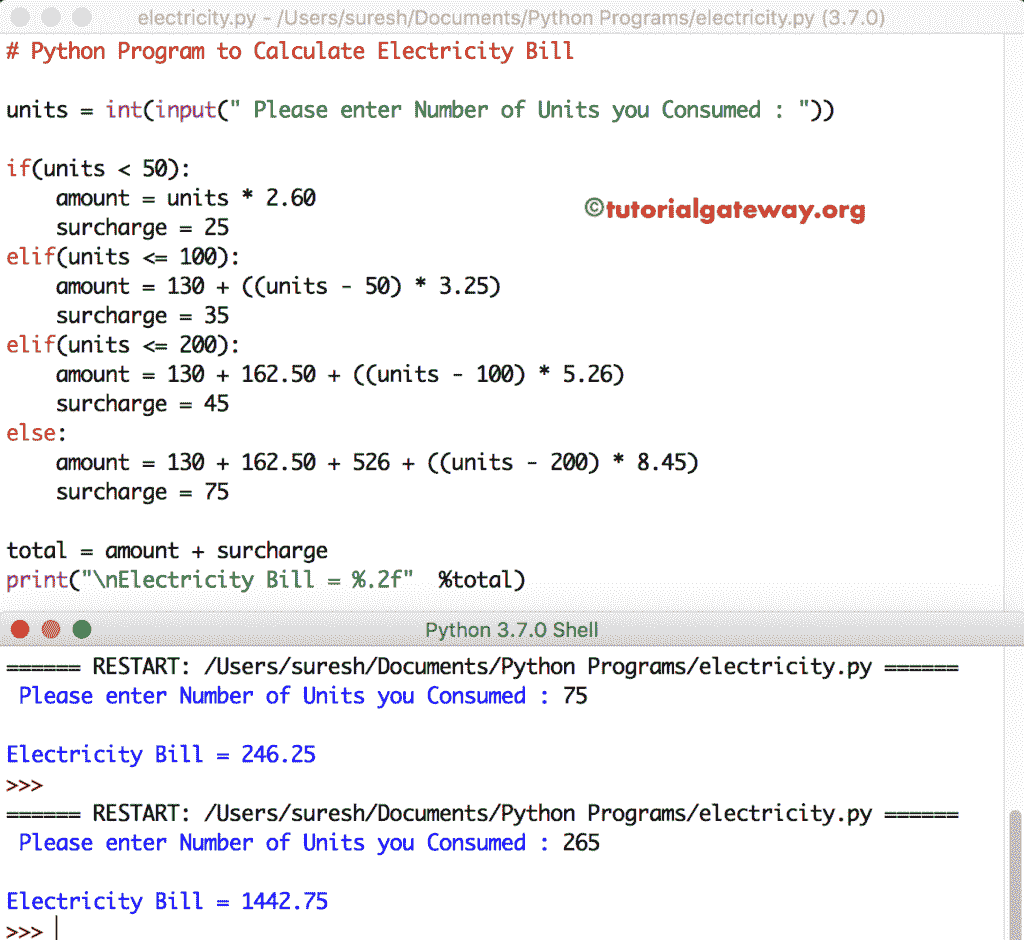 electricity.py - /Users/suresh/Documents/Python Programs/electricity.py (3.7.0)
# Python Program to Calculate Electricity Bill
units = int(input(" Please enter Number of Units you Consumed : "))
if(units < 50):
    amount = units * 2.60
©tutorialgateway.org
    surcharge = 25
elif(units <= 100):
    amount = 130 + ((units - 50) * 3.25)
    surcharge = 35
elif(units <= 200):
    amount = 130 + 162.50 + ((units - 100) * 5.26)
    surcharge = 45
else:
    amount = 130 + 162.50 + 526 + ((units - 200) * 8.45)
    surcharge = 75
total = amount + surcharge
print("\nElectricity Bill = %.2f"  %total)
Python 3.7.0 Shell
====== RESTART: /Users/suresh/Documents/Python Programs/electricity.py ======
 Please enter Number of Units you Consumed : 75
Electricity Bill = 246.25
>>>
====== RESTART: /Users/suresh/Documents/Python Programs/electricity.py ======
 Please enter Number of Units you Consumed : 265
Electricity Bill = 1442.75
>>>